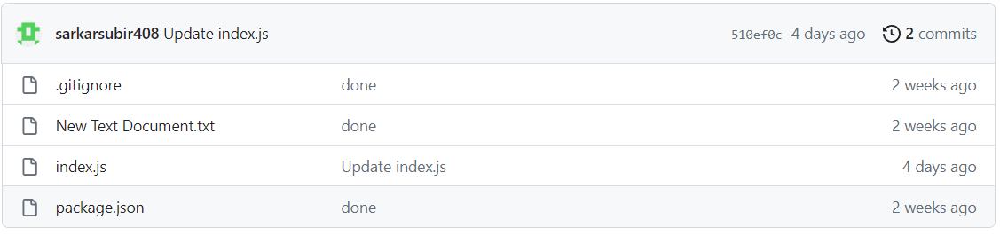 sarkarsubir408 Update index.js 510ef0c 4 days ago 2 commits
.gitignore done 2 weeks ago
New Text Document.txt done 2 weeks ago
index.js Update index.js 4 days ago
package.json done 2 weeks ago